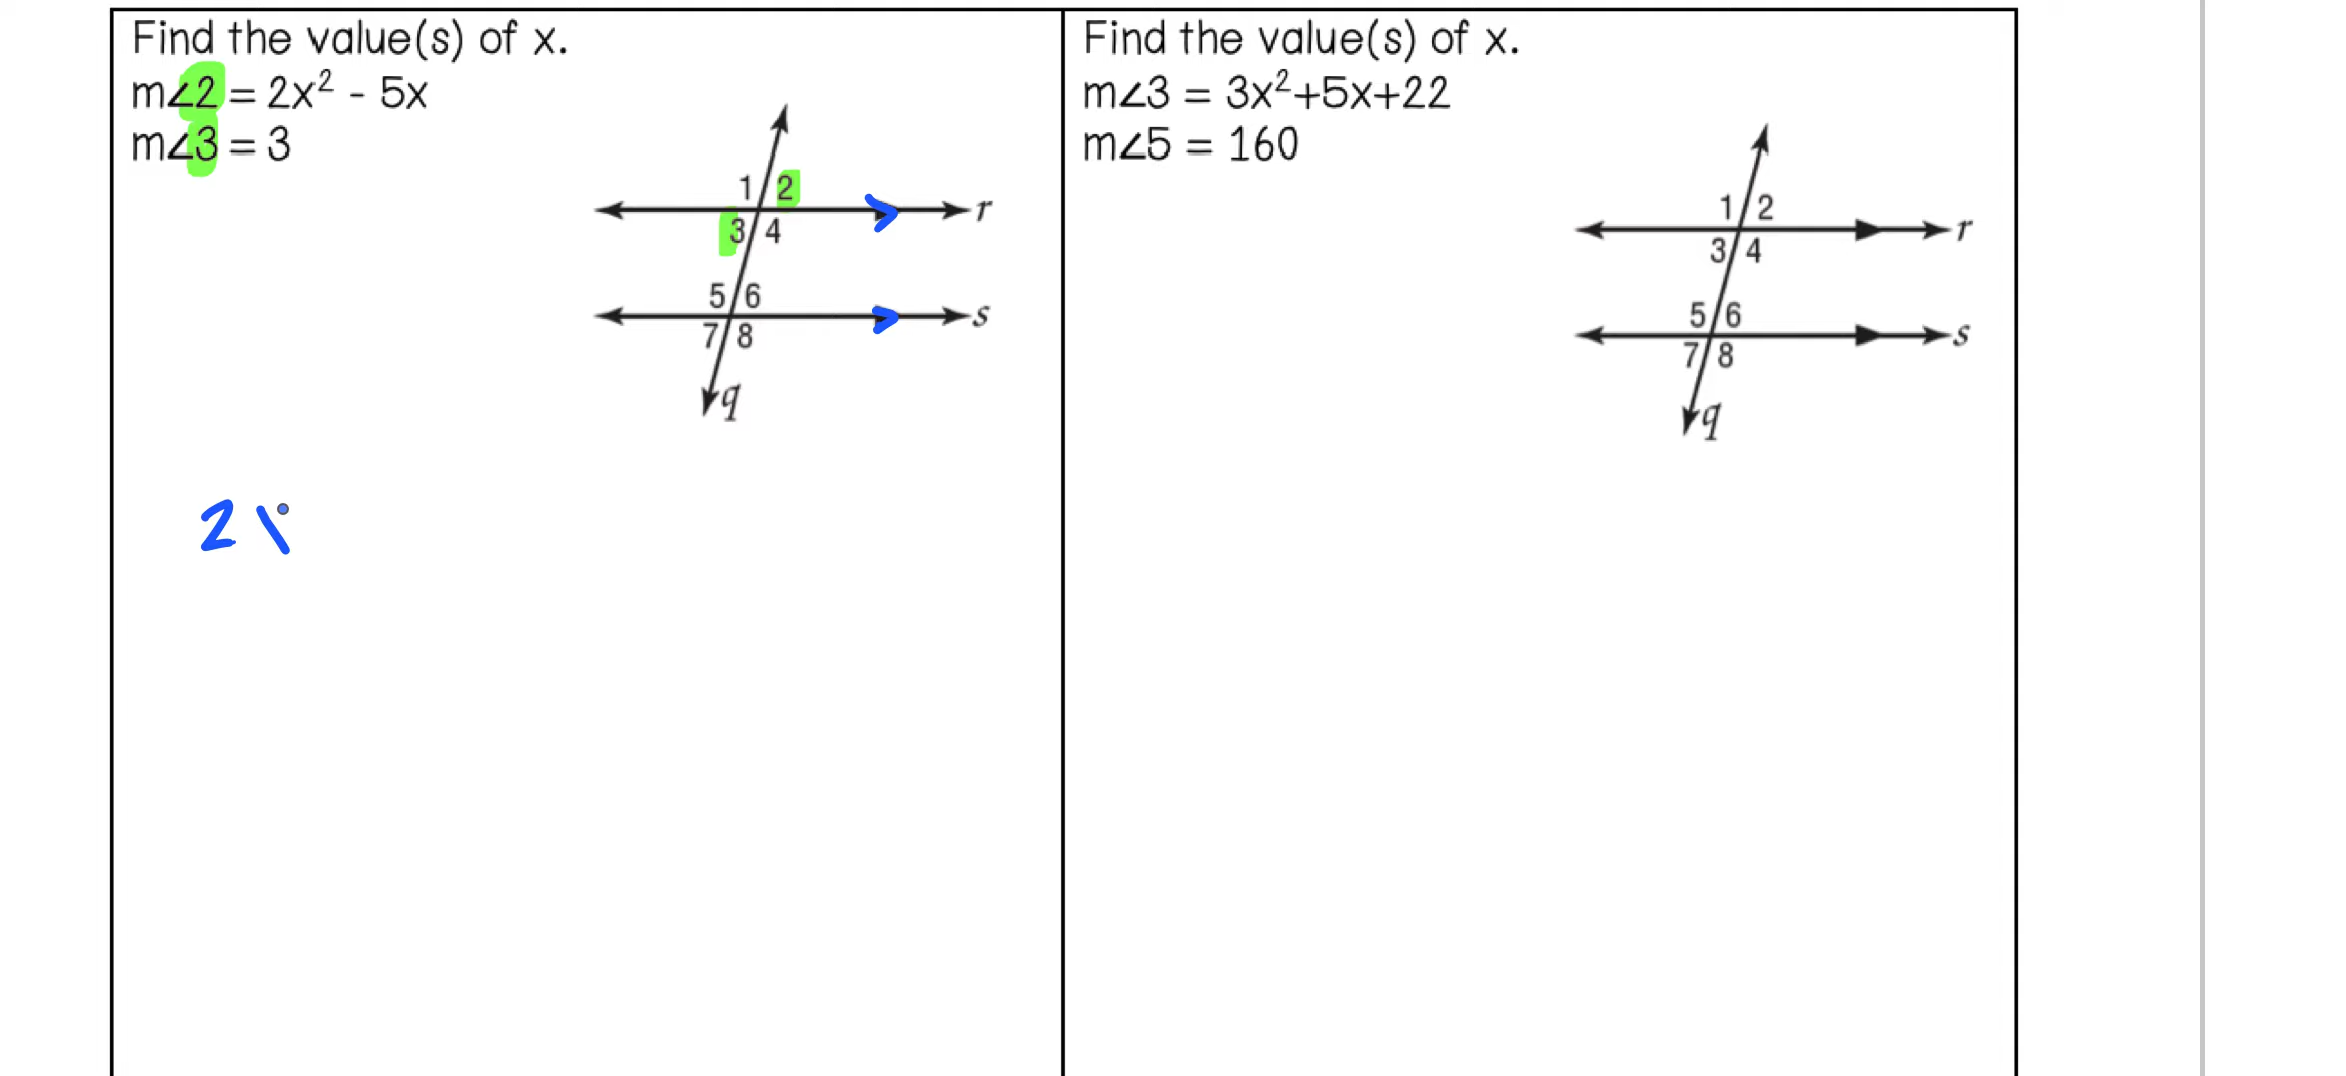 Find the value(s) of x.
m∠2 = 2x² - 5x
m∠3 = 3
1 2
r
3 4
5 6
s
7 8
q
2
Find the value(s) of x.
m∠3 = 3x²+5x+22
m∠5 = 160
1 2
r
3 4
5 6
s
7 8
q